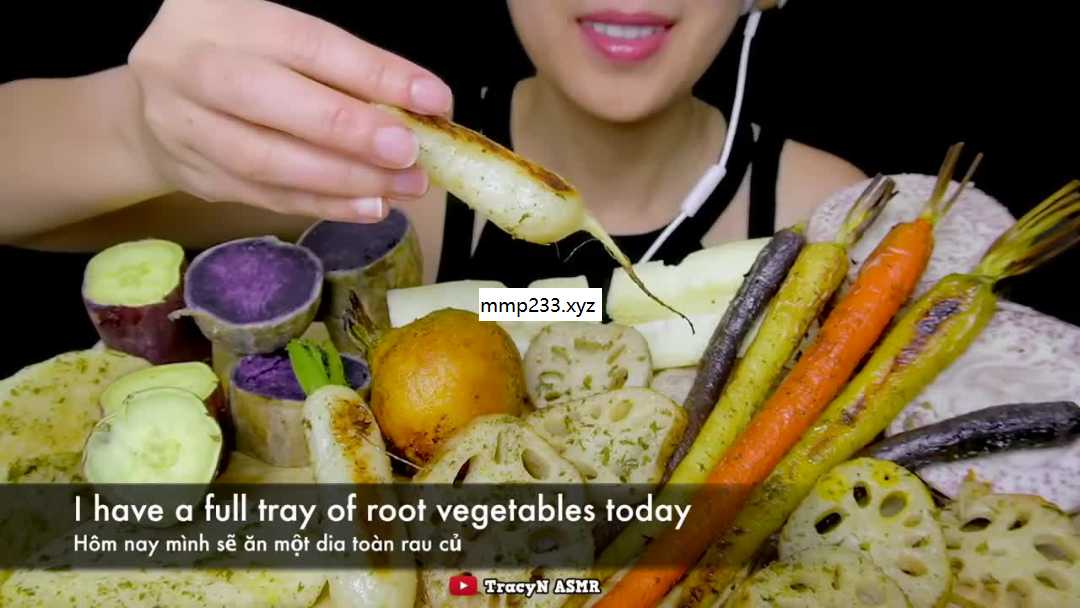 mmp233.xyz
I have a full tray of root vegetables today
Hôm nay mình sẽ ăn một dia toàn rau củ
TracyN ASMR